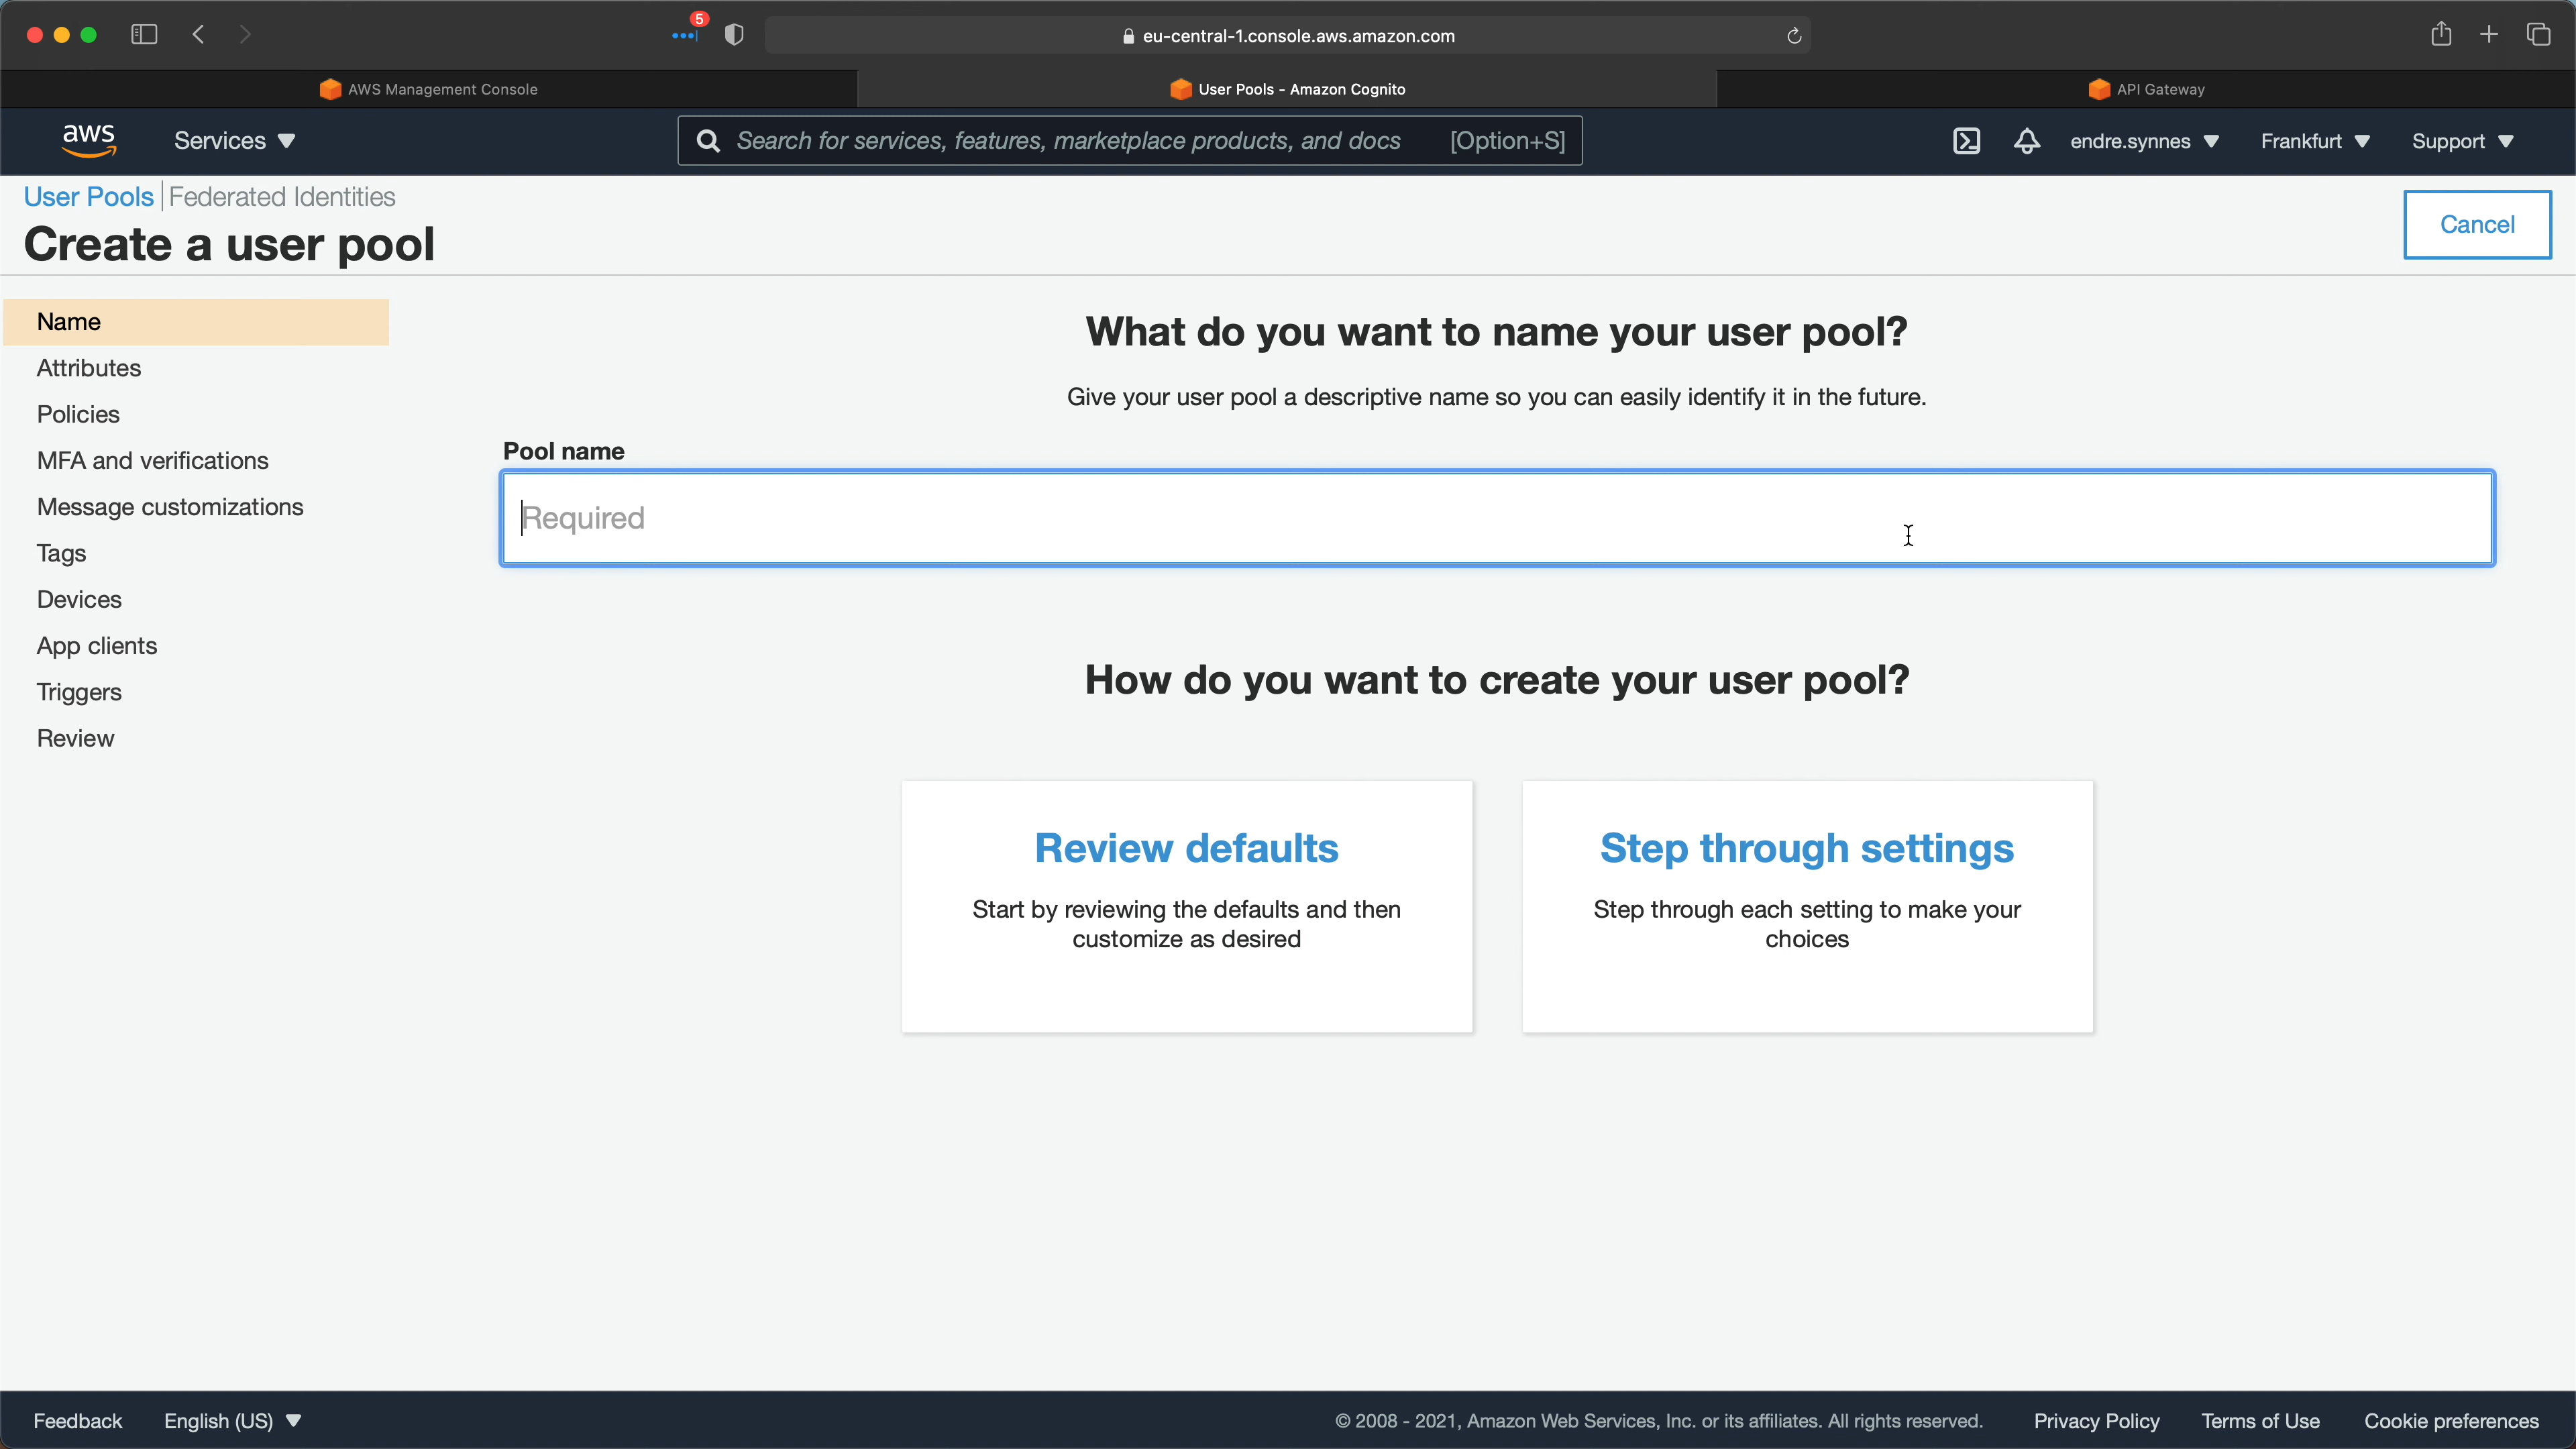 5
eu-central-1.console.aws.amazon.com
AWS Management Console
User Pools - Amazon Cognito
API Gateway
aws
Services
Search for services, features, marketplace products, and docs [Option+S]
endre.synnes
Frankfurt
Support
User Pools | Federated Identities
Create a user pool
Cancel
Name
Attributes
Policies
MFA and verifications
Message customizations
Tags
Devices
App clients
Triggers
Review
What do you want to name your user pool?
Give your user pool a descriptive name so you can easily identify it in the future.
Pool name
Required
How do you want to create your user pool?
Review defaults
Start by reviewing the defaults and then
customize as desired
Step through settings
Step through each setting to make your
choices
Feedback
English (US)
© 2008 - 2021, Amazon Web Services, Inc. or its affiliates. All rights reserved.
Privacy Policy
Terms of Use
Cookie preferences